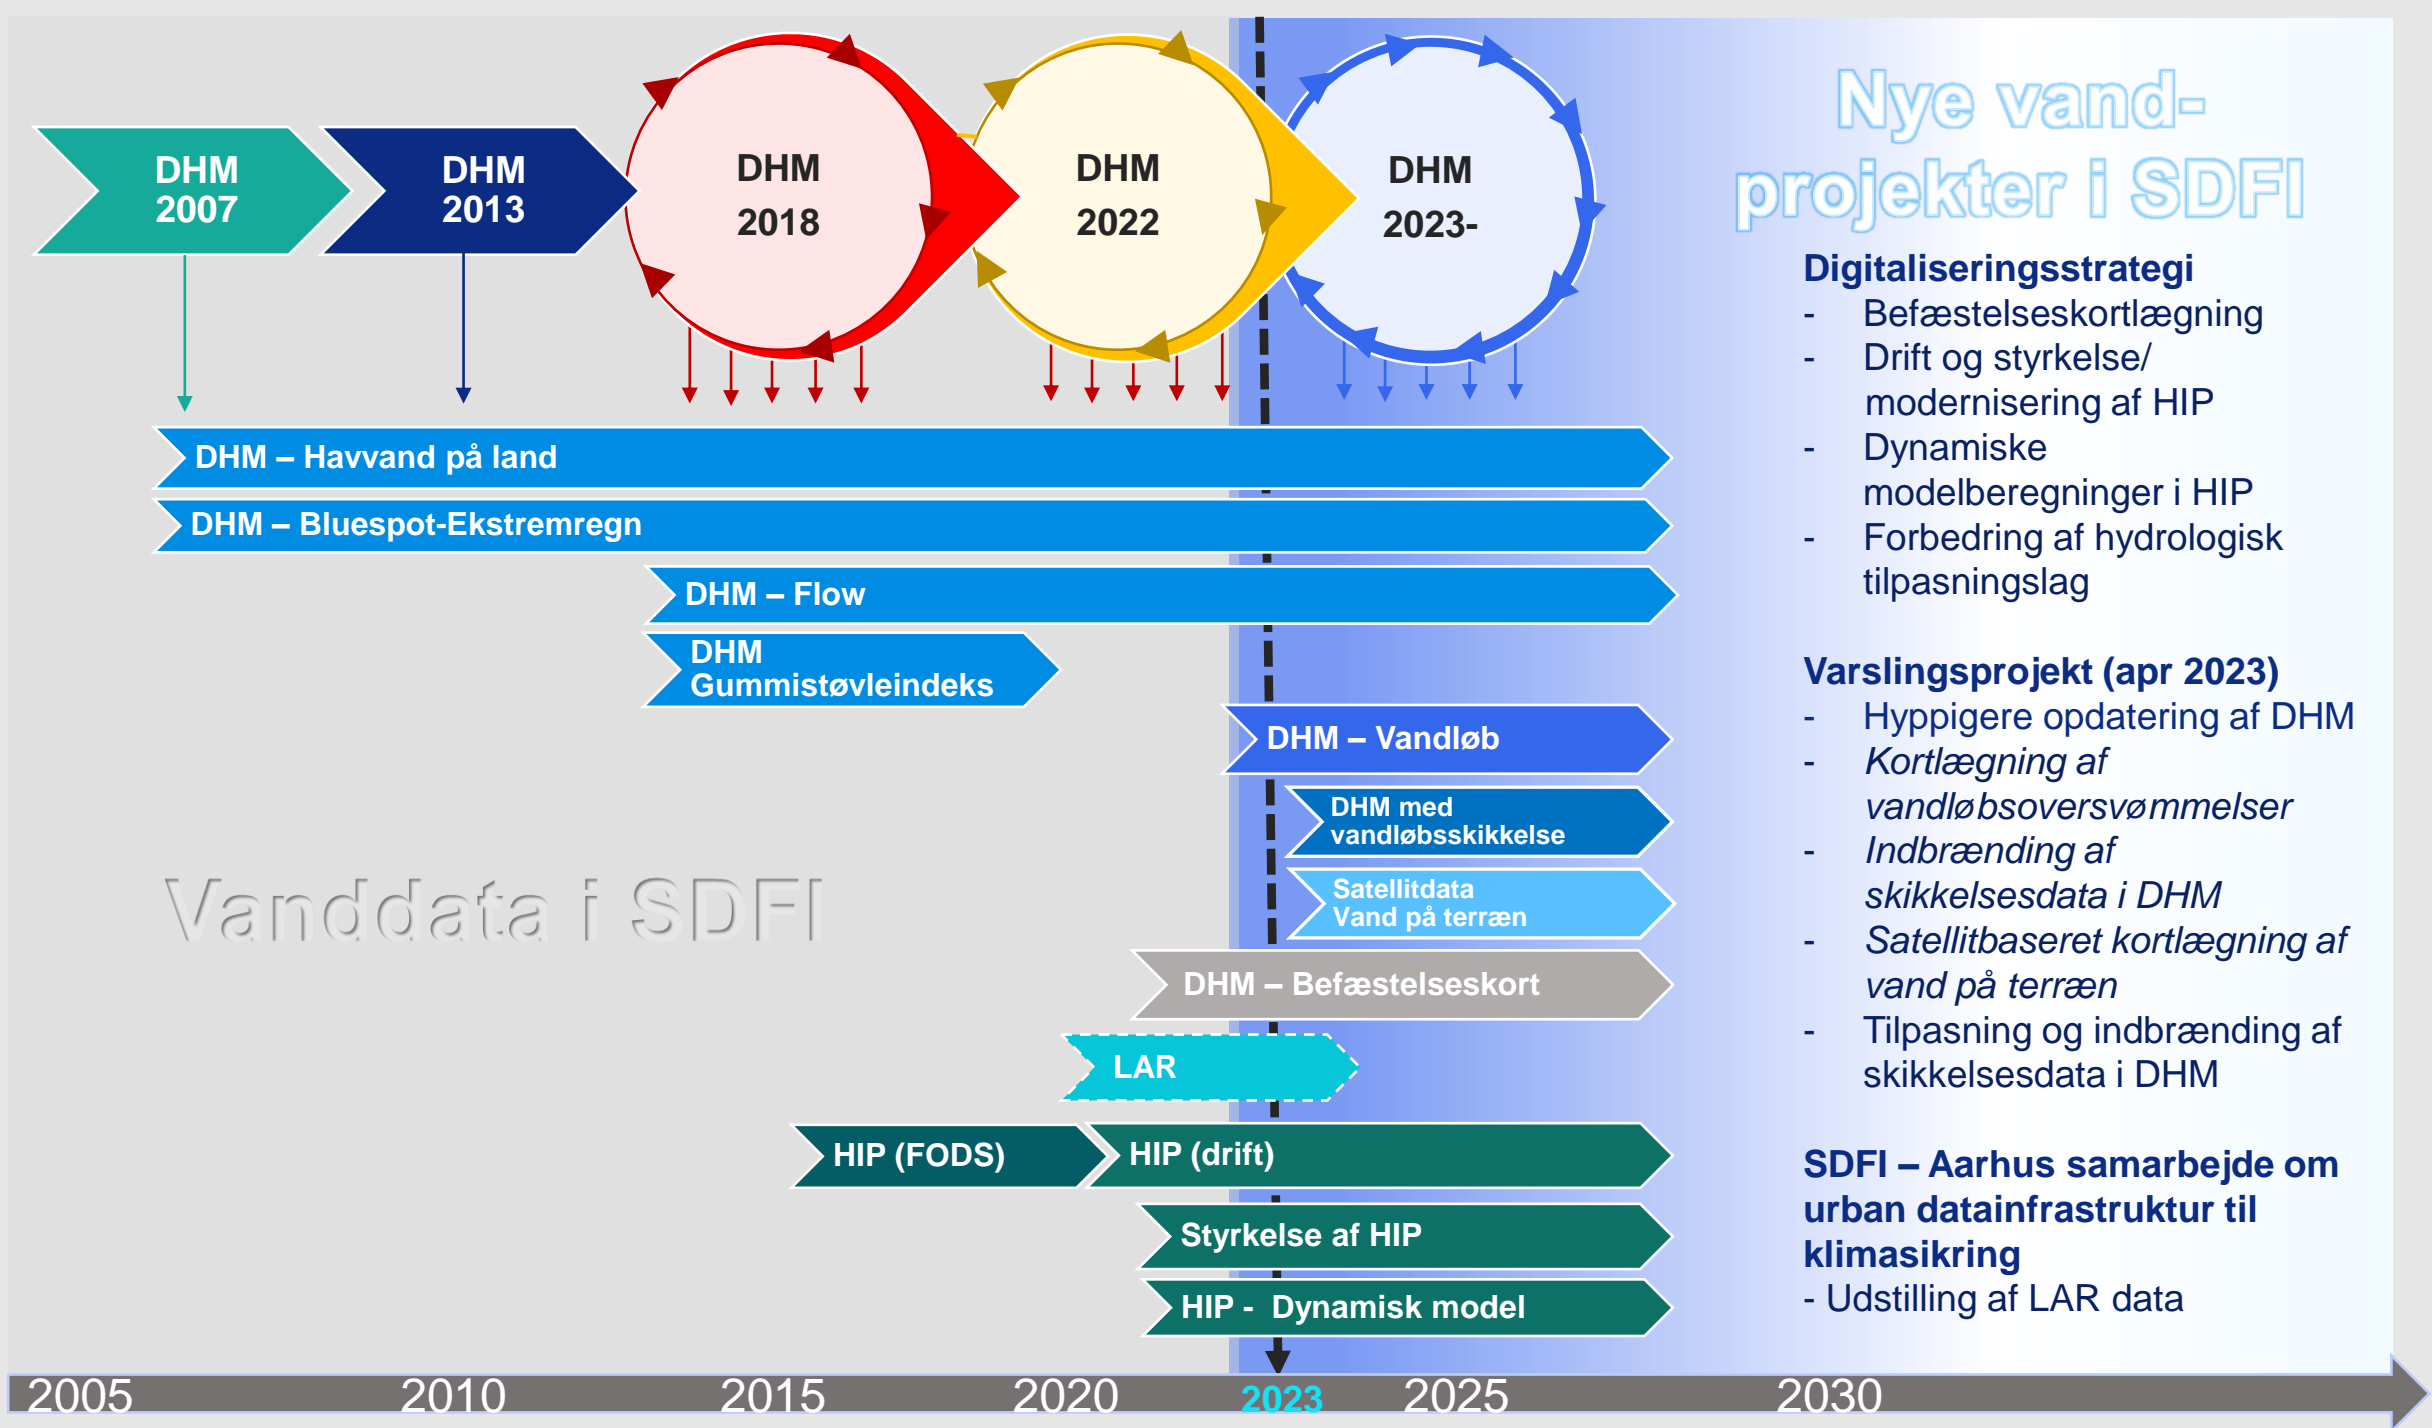 DHM
2007
DHM
2013
DHM
2018
DHM
2022
DHM
2023-
DHM – Havvand på land
DHM – Bluespot-Ekstremregn
DHM – Flow
DHM
Gummistøvleindeks
DHM – Vandløb
DHM med
vandløbsskikkelse
Satellitdata
Vand på terræn
DHM – Befæstelseskort
LAR
HIP (FODS)
HIP (drift)
Styrkelse af HIP
HIP - Dynamisk model
Vanddata i SDFI
Nye vand-
projekter i SDFI
Digitaliseringsstrategi
- Befæstelseskortlægning
- Drift og styrkelse/
modernisering af HIP
- Dynamiske
modelberegninger i HIP
- Forbedring af hydrologisk
tilpasningslag
Varslingsprojekt (apr 2023)
- Hyppigere opdatering af DHM
- Kortlægning af
vandløbsoversvømmelser
- Indbrænding af
skikkelsesdata i DHM
- Satellitbaseret kortlægning af
vand på terræn
- Tilpasning og indbrænding af
skikkelsesdata i DHM
SDFI – Aarhus samarbejde om
urban datainfrastruktur til
klimasikring
- Udstilling af LAR data
2005 2010 2015 2020 2023 2025 2030